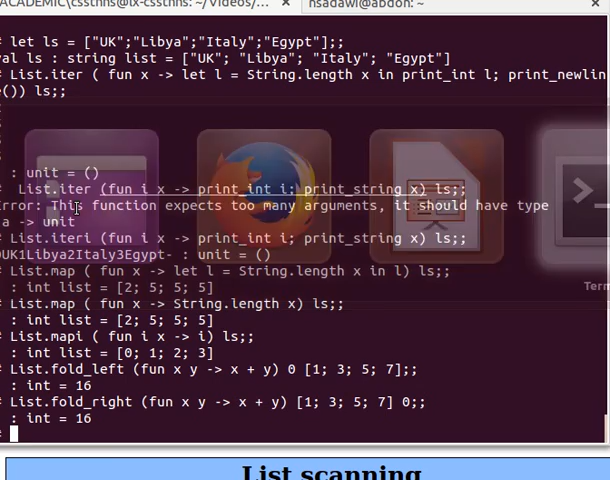 ACADEMIC\csstnns@lx-csstnns: ~/Videos/... × nsadawi@abdon: ~ ×
# let ls = ["UK";"Libya";"Italy";"Egypt"];;
val ls : string list = ["UK"; "Libya"; "Italy"; "Egypt"]
# List.iter ( fun x -> let l = String.length x in print_int l; print_newlin
e()) ls;;
: unit = ()
List.iter (fun i x -> print_int i; print_string x) ls;;
Error: This function expects too many arguments, it should have type
a -> unit
# List.iteri (fun i x -> print_int i; print_string x) ls;;
0UK1Libya2Italy3Egypt- : unit = ()
# List.map ( fun x -> let l = String.length x in l) ls;;
: int list = [2; 5; 5; 5]
# List.map ( fun x -> String.length x) ls;;
: int list = [2; 5; 5; 5]
Term
# List.mapi ( fun i x -> i) ls;;
: int list = [0; 1; 2; 3]
# List.fold_left (fun x y -> x + y) 0 [1; 3; 5; 7];;
: int = 16
# List.fold_right (fun x y -> x + y) [1; 3; 5; 7] 0;;
: int = 16
#
List scanning